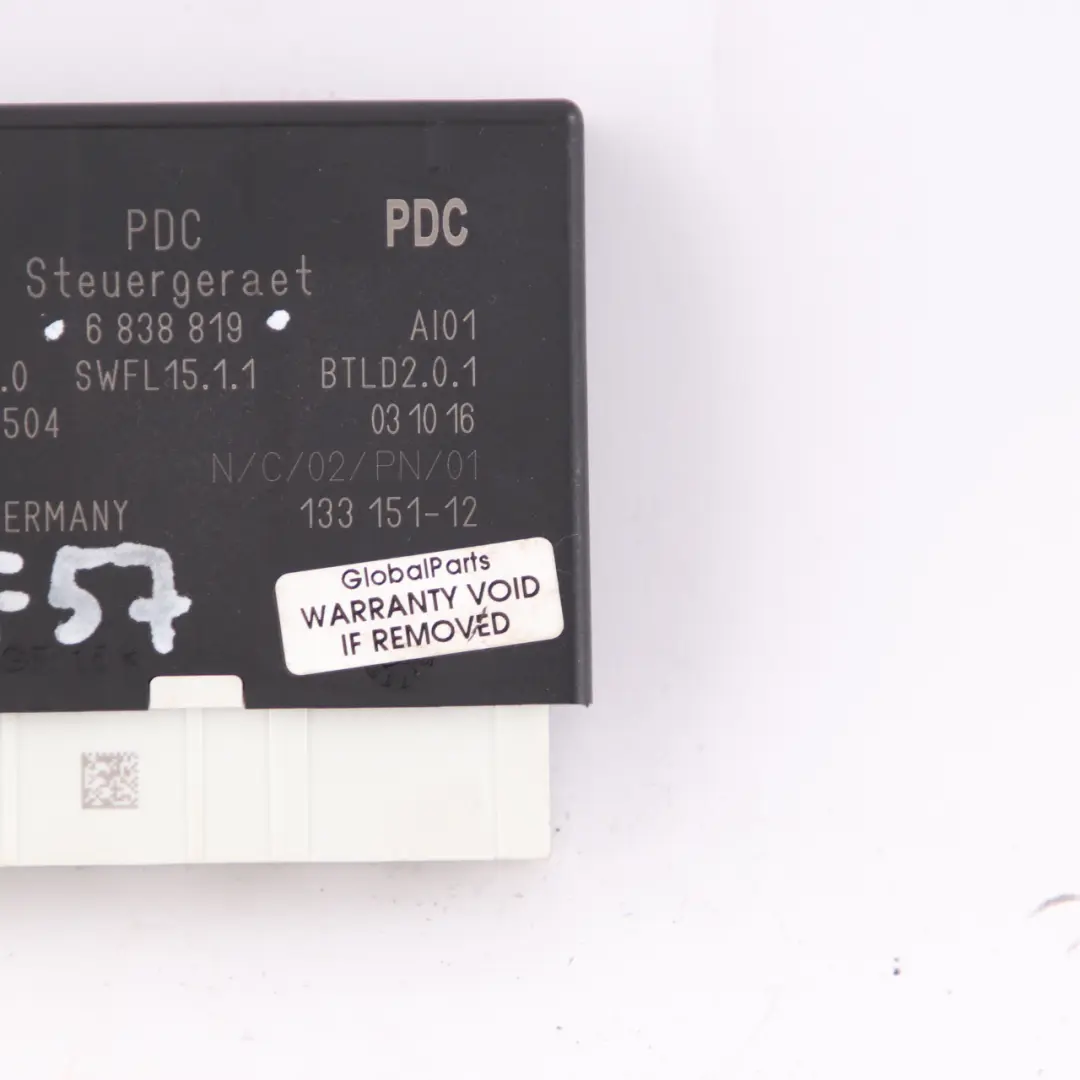 PDC PDC
Steuergeraet
6 838 819 AI01
.0 SWFL15.1.1 BTLD2.0.1
504 03 10 16
N/C/02/PN/01
ERMANY 133 151-12
F57
GlobalParts
WARRANTY VOID
IF REMOVED